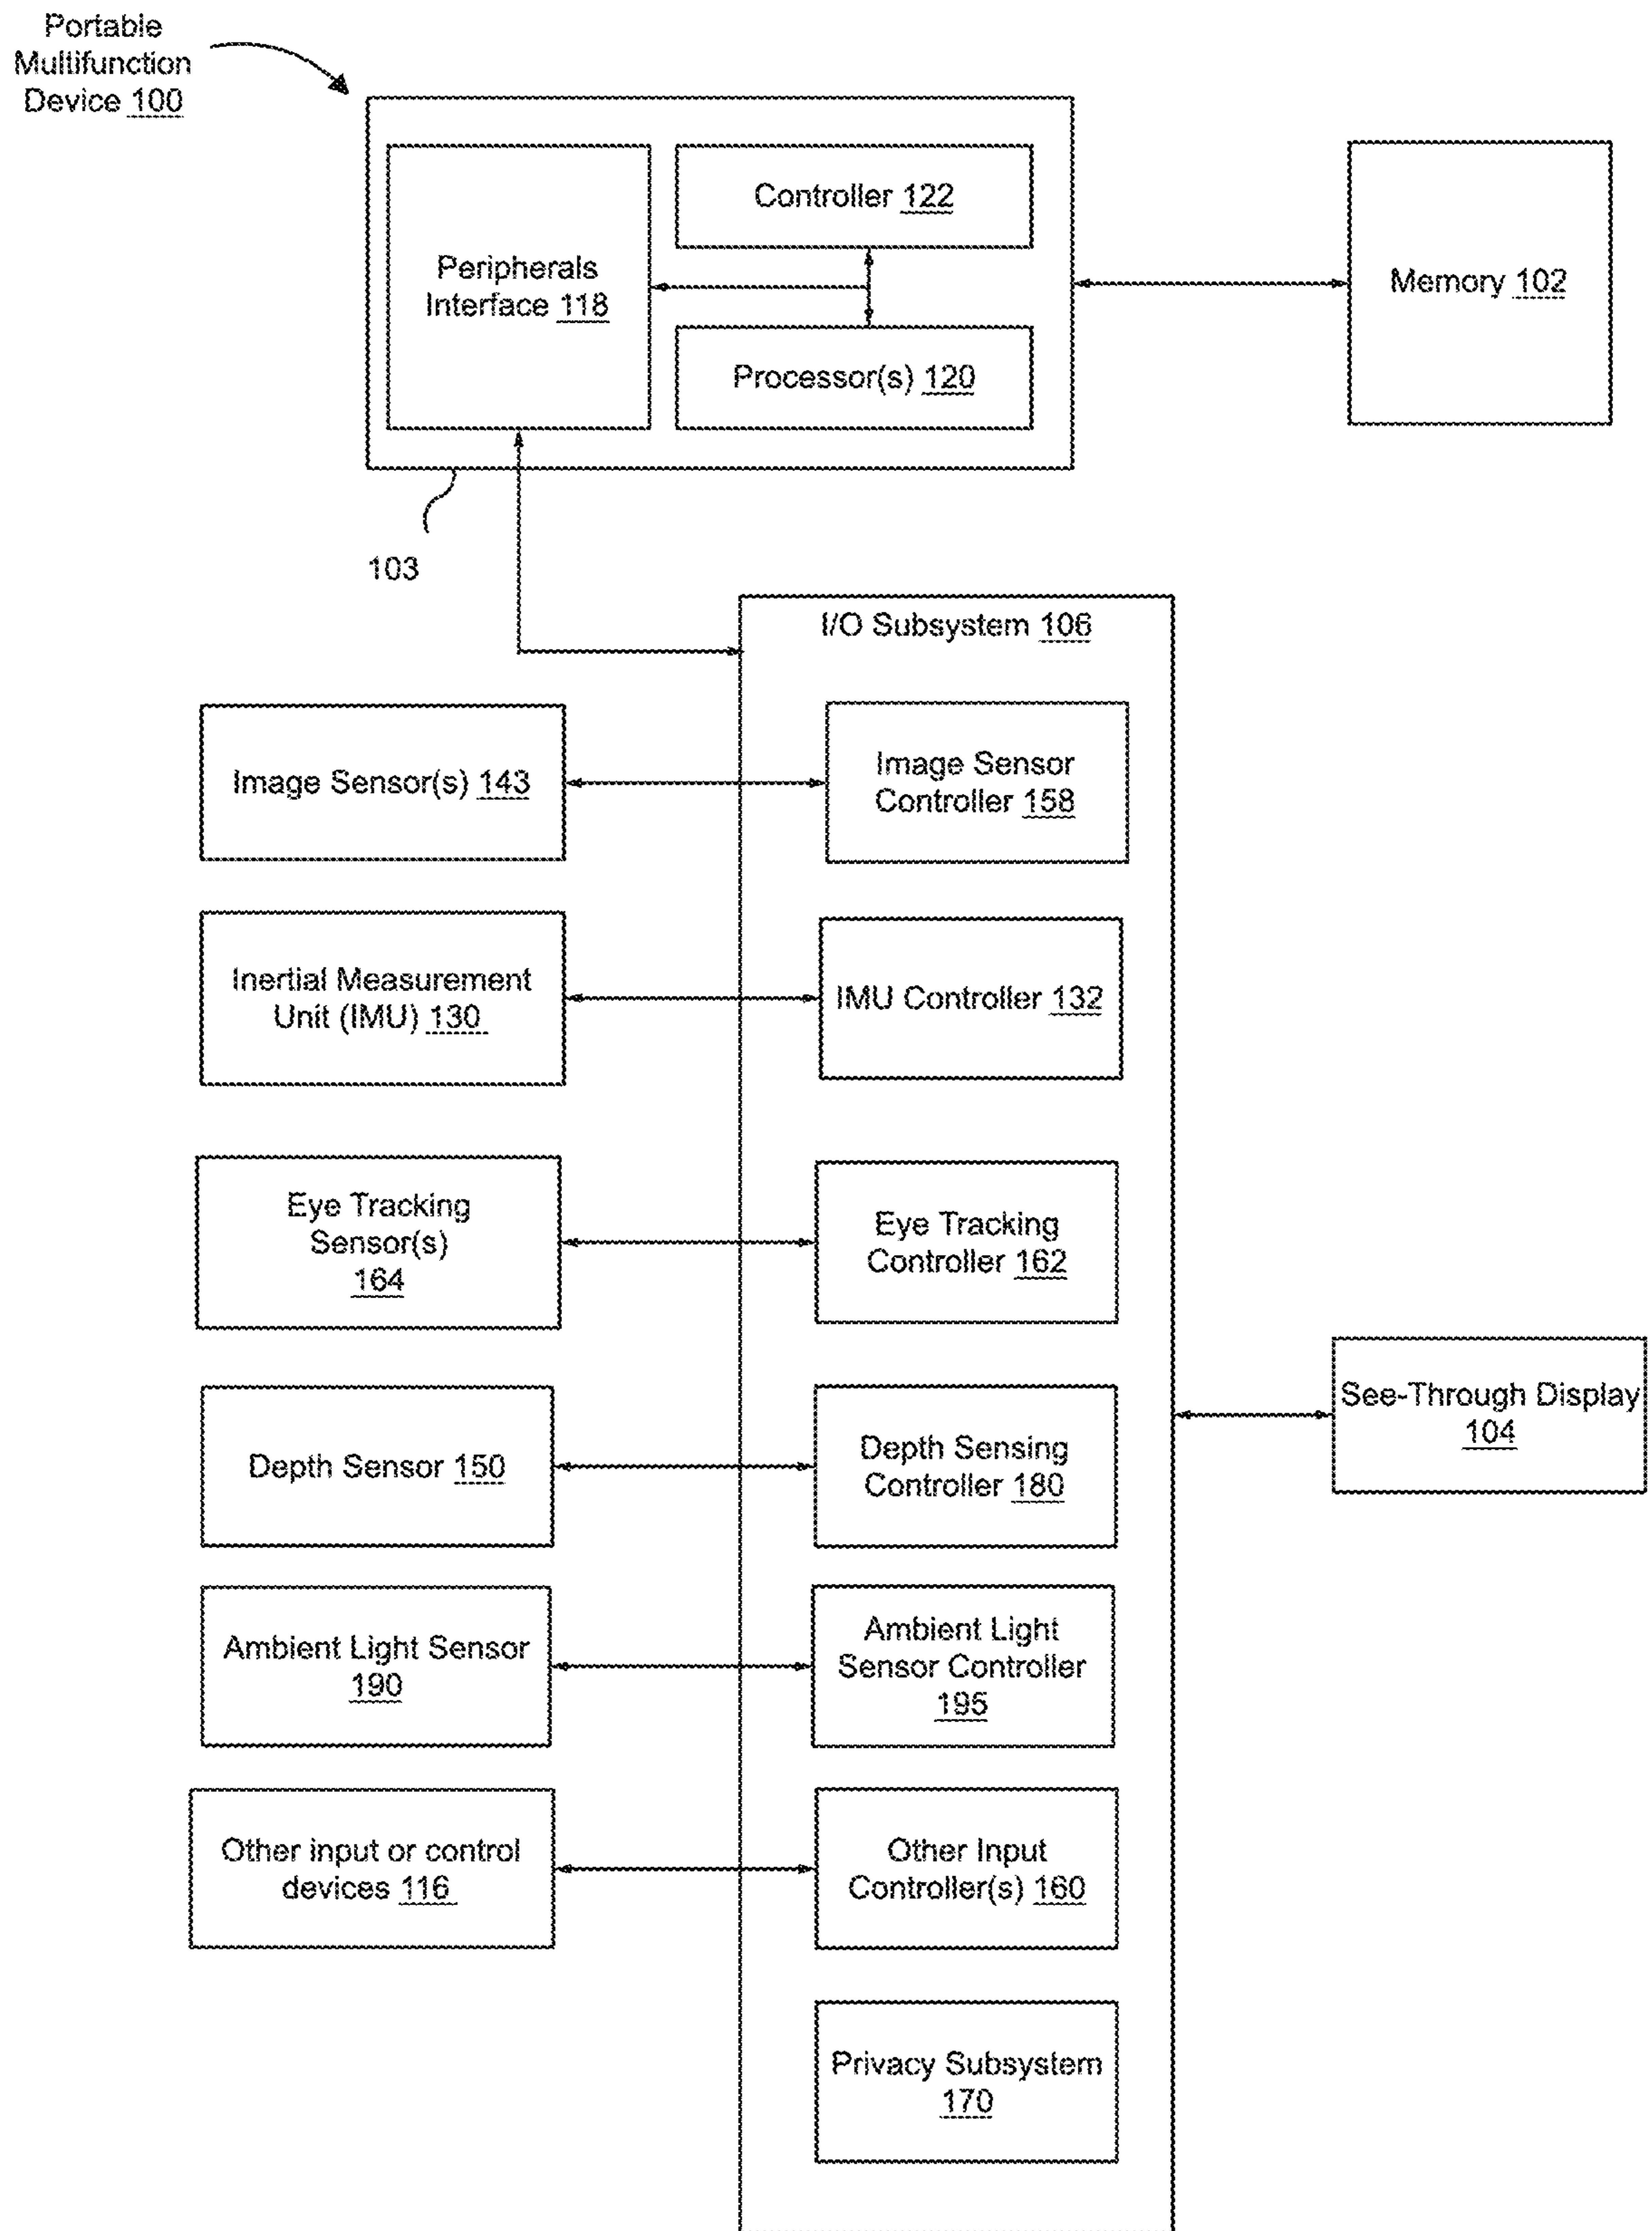 Portable
Multifunction
Device 100
Controller 122
Peripherals
Interface 118
Processor(s) 120
Memory 102
103
I/O Subsystem 106
Image Sensor(s) 143
Image Sensor
Controller 158
Inertial Measurement
Unit (IMU) 130
IMU Controller 132
Eye Tracking
Sensor(s)
164
Eye Tracking
Controller 162
See-Through Display
104
Depth Sensor 150
Depth Sensing
Controller 180
Ambient Light Sensor
190
Ambient Light
Sensor Controller
195
Other input or control
devices 116
Other Input
Controller(s) 160
Privacy Subsystem
170